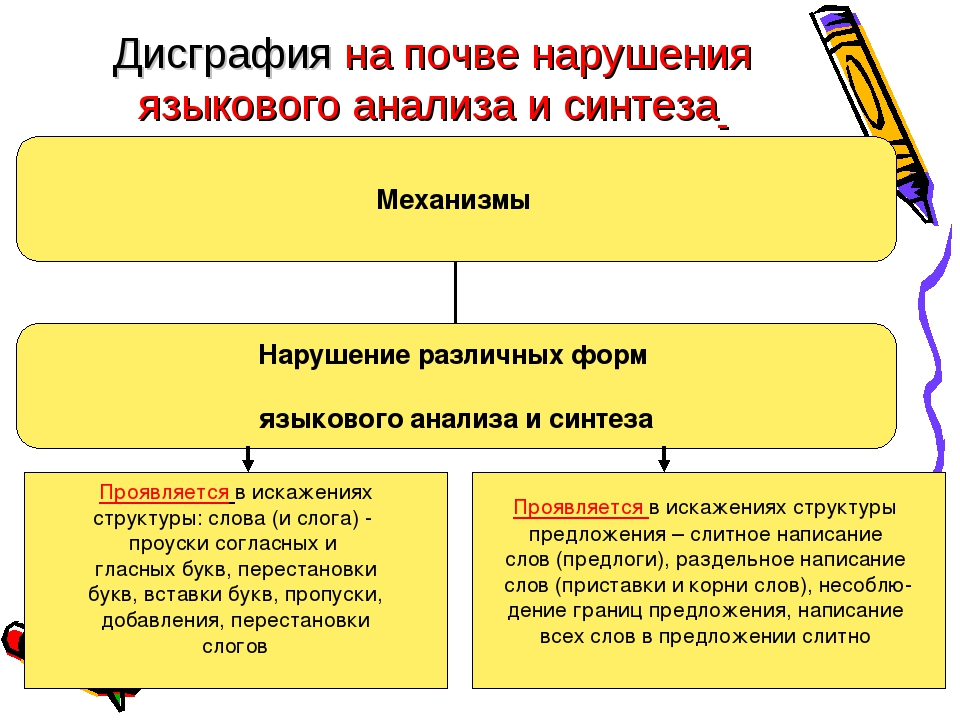 Дисграфия на почве нарушения
языкового анализа и синтеза
Механизмы
Нарушение различных форм
языкового анализа и синтеза
Проявляется в искажениях
структуры: слова (и слога) -
проуски согласных и
гласных букв, перестановки
букв, вставки букв, пропуски,
добавления, перестановки
слогов
Проявляется в искажениях структуры
предложения – слитное написание
слов (предлоги), раздельное написание
слов (приставки и корни слов), несоблю-
дение границ предложения, написание
всех слов в предложении слитно